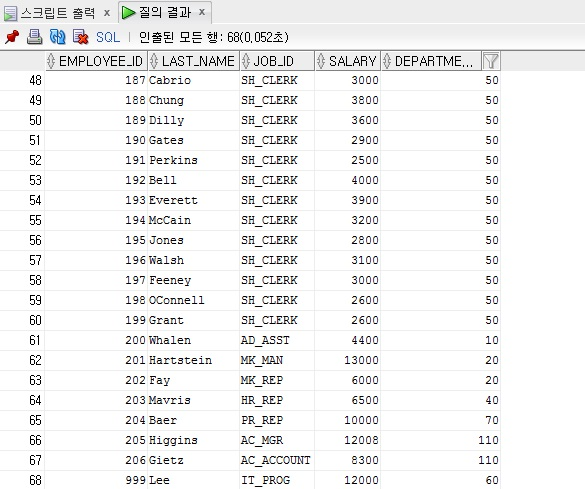 스크립트 출력 x 질의 결과 x
SQL | 인출된 모든 행: 68(0,052초)
EMPLOYEE_ID LAST_NAME JOB_ID SALARY DEPARTME...
48 187 Cabrio SH_CLERK 3000 50
49 188 Chung SH_CLERK 3800 50
50 189 Dilly SH_CLERK 3600 50
51 190 Gates SH_CLERK 2900 50
52 191 Perkins SH_CLERK 2500 50
53 192 Bell SH_CLERK 4000 50
54 193 Everett SH_CLERK 3900 50
55 194 McCain SH_CLERK 3200 50
56 195 Jones SH_CLERK 2800 50
57 196 Walsh SH_CLERK 3100 50
58 197 Feeney SH_CLERK 3000 50
59 198 OConnell SH_CLERK 2600 50
60 199 Grant SH_CLERK 2600 50
61 200 Whalen AD_ASST 4400 10
62 201 Hartstein MK_MAN 13000 20
63 202 Fay MK_REP 6000 20
64 203 Mavris HR_REP 6500 40
65 204 Baer PR_REP 10000 70
66 205 Higgins AC_MGR 12008 110
67 206 Gietz AC_ACCOUNT 8300 110
68 999 Lee IT_PROG 12000 60